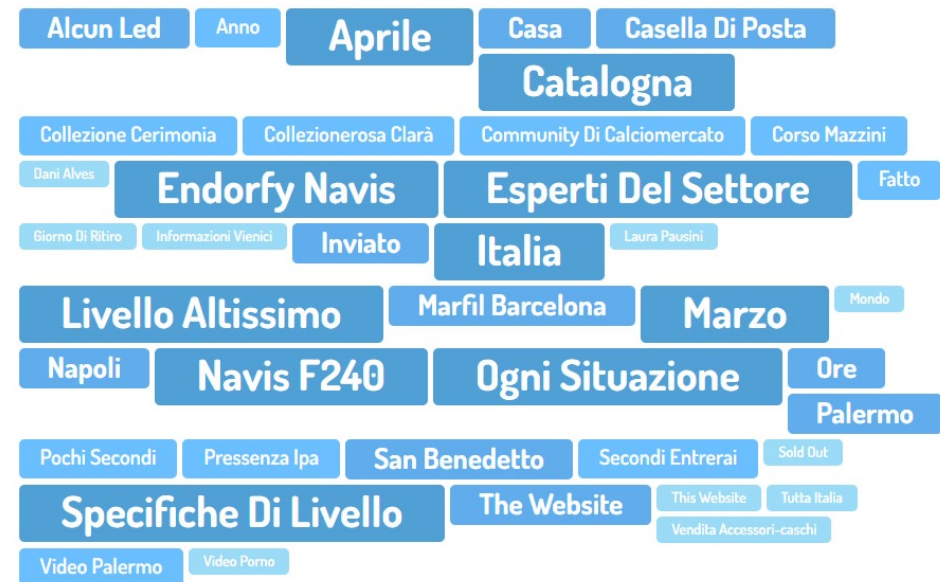 Alcun Led Anno Aprile Casa Casella Di Posta
Catalogna
Collezione Cerimonia Collezionerosa Clarà Community Di Calciomercato Corso Mazzini
Dani Alves Endorfy Navis Esperti Del Settore Fatto
Giorno Di Ritiro Informazioni Vienici Inviato Italia Laura Pausini
Livello Altissimo Marfil Barcelona Marzo Mondo
Napoli Navis F240 Ogni Situazione Ore
Palermo
Pochi Secondi Pressenza Ipa San Benedetto Secondi Entrerai Sold Out
Specifiche Di Livello The Website This Website Tutta Italia
Vendita Accessori-caschi
Video Palermo Video Porno